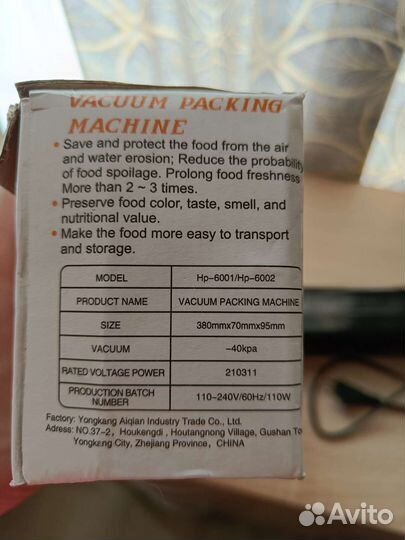 VACUUM PACKING
MACHINE
• Save and protect the food from the air
and water erosion; Reduce the probability
of food spoilage. Prolong food freshness
More than 2 ~ 3 times.
• Preserve food color, taste, smell, and
nutritional value.
• Make the food more easy to transport
and storage.
MODEL Hp-6001/Hp-6002
PRODUCT NAME VACUUM PACKING MACHINE
SIZE 380mmx70mmx95mm
VACUUM -40kpa
RATED VOLTAGE POWER 210311
PRODUCTION BATCH
NUMBER 110-240V/60Hz/110W
Factory: Yongkang Aiqian Industry Trade Co., Ltd.
Adress: NO.37-2, Houkengdi, Houtangnong Village, Gushan To
Yongkang City, Zhejiang Province, CHINA
Avito